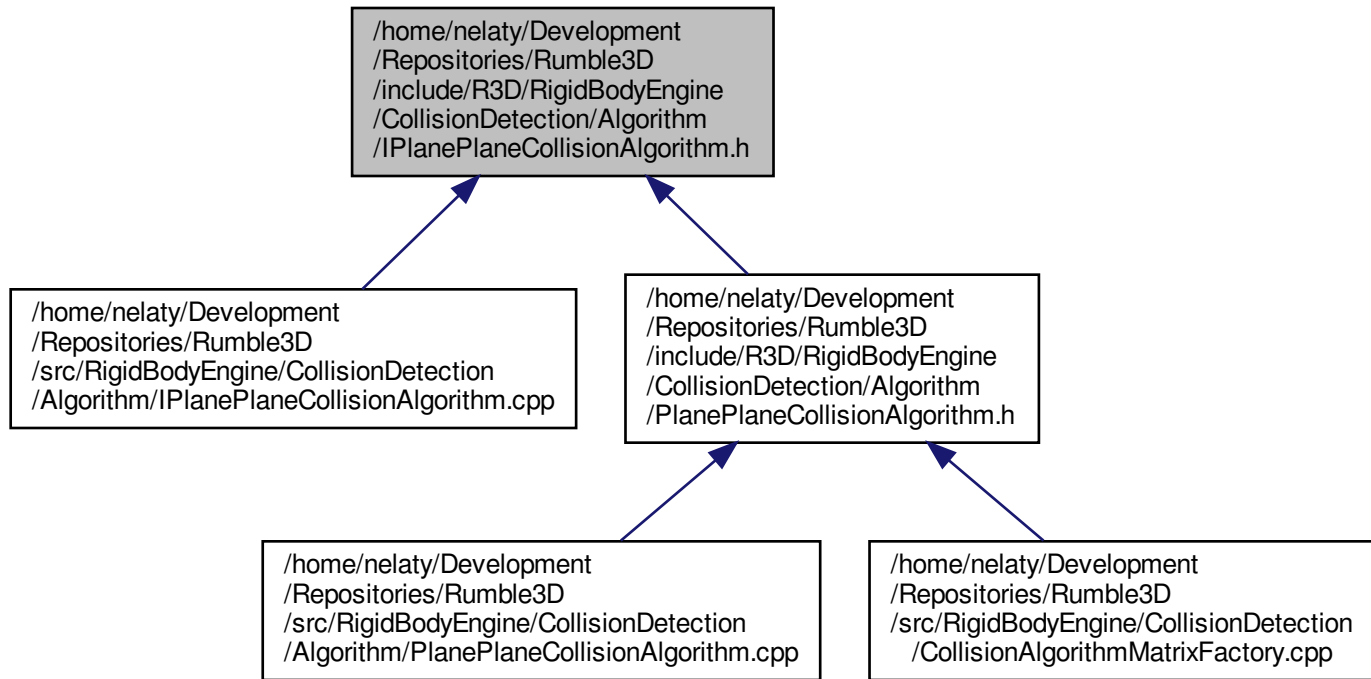 /home/nelaty/Development
/Repositories/Rumble3D
/include/R3D/RigidBodyEngine
/CollisionDetection/Algorithm
/IPlanePlaneCollisionAlgorithm.h
/home/nelaty/Development
/Repositories/Rumble3D
/src/RigidBodyEngine/CollisionDetection
/Algorithm/IPlanePlaneCollisionAlgorithm.cpp
/home/nelaty/Development
/Repositories/Rumble3D
/include/R3D/RigidBodyEngine
/CollisionDetection/Algorithm
/PlanePlaneCollisionAlgorithm.h
/home/nelaty/Development
/Repositories/Rumble3D
/src/RigidBodyEngine/CollisionDetection
/Algorithm/PlanePlaneCollisionAlgorithm.cpp
/home/nelaty/Development
/Repositories/Rumble3D
/src/RigidBodyEngine/CollisionDetection
/CollisionAlgorithmMatrixFactory.cpp